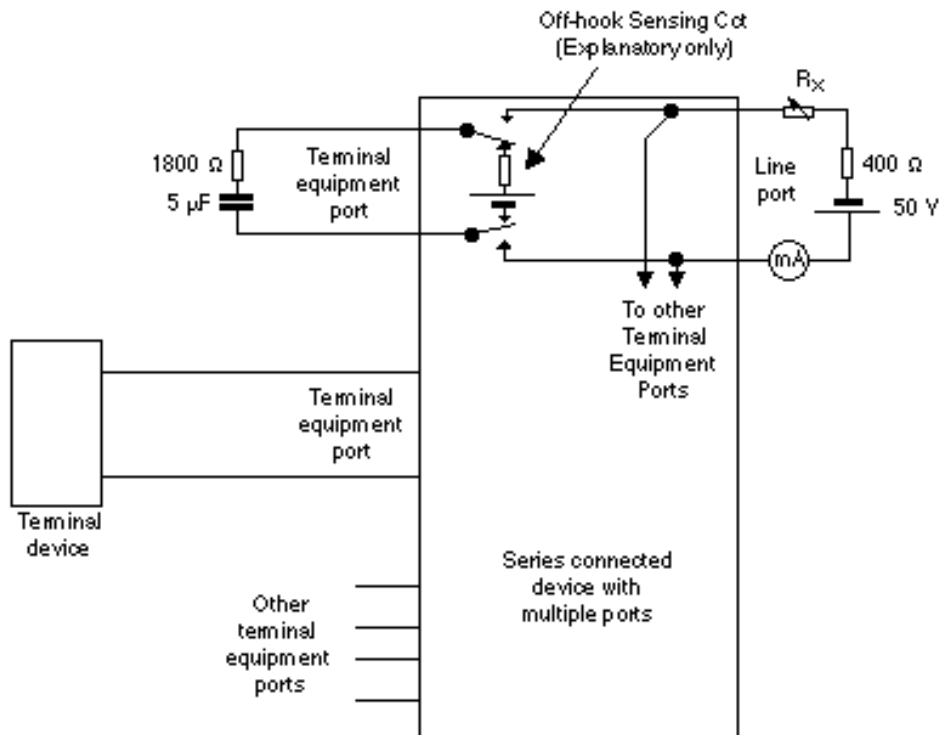 Off-hook Sensing Cct
(Explanatory only)
RX
1800 Ω
5 µF
Terminal
equipment
port
Line
port
400 Ω
50 V
mA
To other
Terminal
Equipment
Ports
Terminal
equipment
port
Terminal
device
Series connected
device with
multiple ports
Other
terminal
equipment
ports